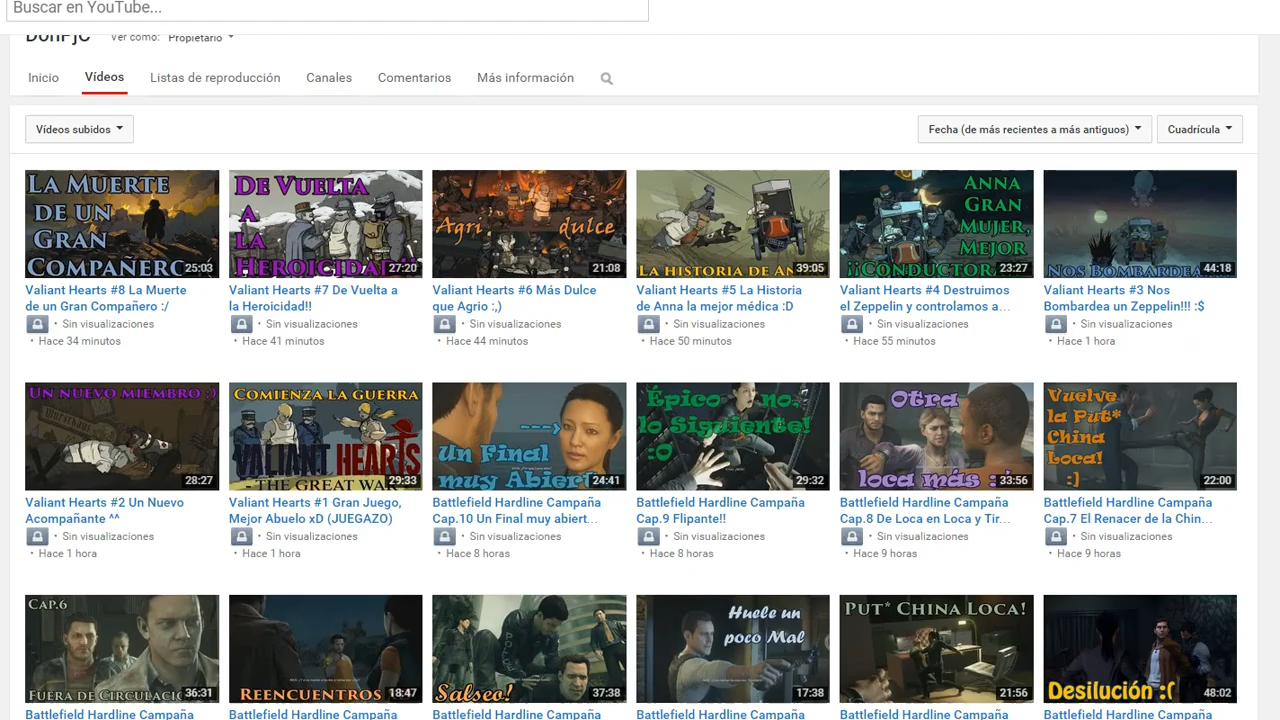 Buscar en YouTube...
DonFjC Ver como: Propietario
Inicio Vídeos Listas de reproducción Canales Comentarios Más información
Vídeos subidos Fecha (de más recientes a más antiguos) Cuadrícula
La Muerte
de un
Gran
Compañero
25:03
De Vuelta
a
la
Heroicidad!!
27:20
Agri dulce
21:08
La historia de An
39:05
Anna
Gran
Mujer,
Mejor
¡¡Conductora
23:27
Nos Bombardea
44:18
Valiant Hearts #8 La Muerte
de un Gran Compañero :/
Sin visualizaciones
Hace 34 minutos
Valiant Hearts #7 De Vuelta a
la Heroicidad!!
Sin visualizaciones
Hace 41 minutos
Valiant Hearts #6 Más Dulce
que Agrio :,)
Sin visualizaciones
Hace 44 minutos
Valiant Hearts #5 La Historia
de Anna la mejor médica :D
Sin visualizaciones
Hace 50 minutos
Valiant Hearts #4 Destruimos
el Zeppelin y controlamos a...
Sin visualizaciones
Hace 55 minutos
Valiant Hearts #3 Nos
Bombardea un Zeppelin!!! :$
Sin visualizaciones
Hace 1 hora
Un nuevo miembro :)
28:27
Comienza la guerra
VALIANT HEARTS
- THE GREAT WAR -
29:33
--->
Un Final
muy Abiert
24:41
Épico no,
lo Siguiente!
:O
29:32
Otra
loca más :
33:56
Vuelve
la Put*
China
Loca!
:)
22:00
Valiant Hearts #2 Un Nuevo
Acompañante ^^
Sin visualizaciones
Hace 1 hora
Valiant Hearts #1 Gran Juego,
Mejor Abuelo xD (JUEGAZO)
Sin visualizaciones
Hace 1 hora
Battlefield Hardline Campaña
Cap.10 Un Final muy abiert...
Sin visualizaciones
Hace 8 horas
Battlefield Hardline Campaña
Cap.9 Flipante!!
Sin visualizaciones
Hace 8 horas
Battlefield Hardline Campaña
Cap.8 De Loca en Loca y Tir...
Sin visualizaciones
Hace 9 horas
Battlefield Hardline Campaña
Cap.7 El Renacer de la Chin...
Sin visualizaciones
Hace 9 horas
Cap.6
Fuera de Circulació
36:31
Reencuentros
18:47
Salseo!
37:38
Huele un
poco Mal
17:38
Put* China Loca!
21:56
Desilución :(
48:02
Battlefield Hardline Campaña
Battlefield Hardline Campaña
Battlefield Hardline Campaña
Battlefield Hardline Campaña
Battlefield Hardline Campaña
Battlefield Hardline Campaña